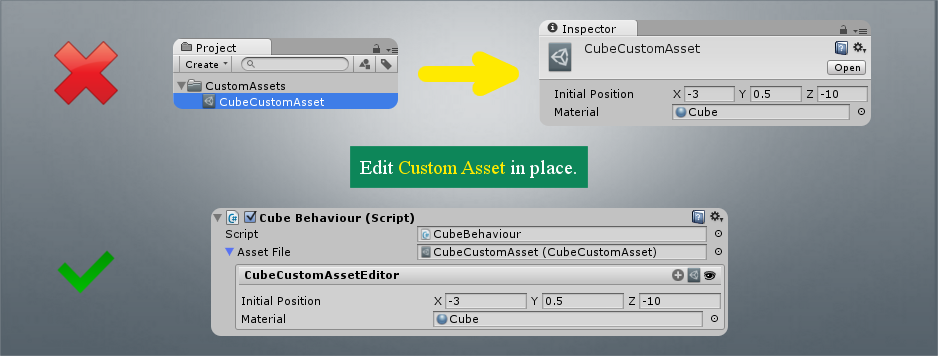 Project
Create
CustomAssets
CubeCustomAsset
Inspector
CubeCustomAsset
Open
Initial Position X -3 Y 0.5 Z -10
Material Cube
Edit Custom Asset in place.
C# Cube Behaviour (Script)
Script CubeBehaviour
Asset File CubeCustomAsset (CubeCustomAsset)
CubeCustomAssetEditor
Initial Position X -3 Y 0.5 Z -10
Material Cube